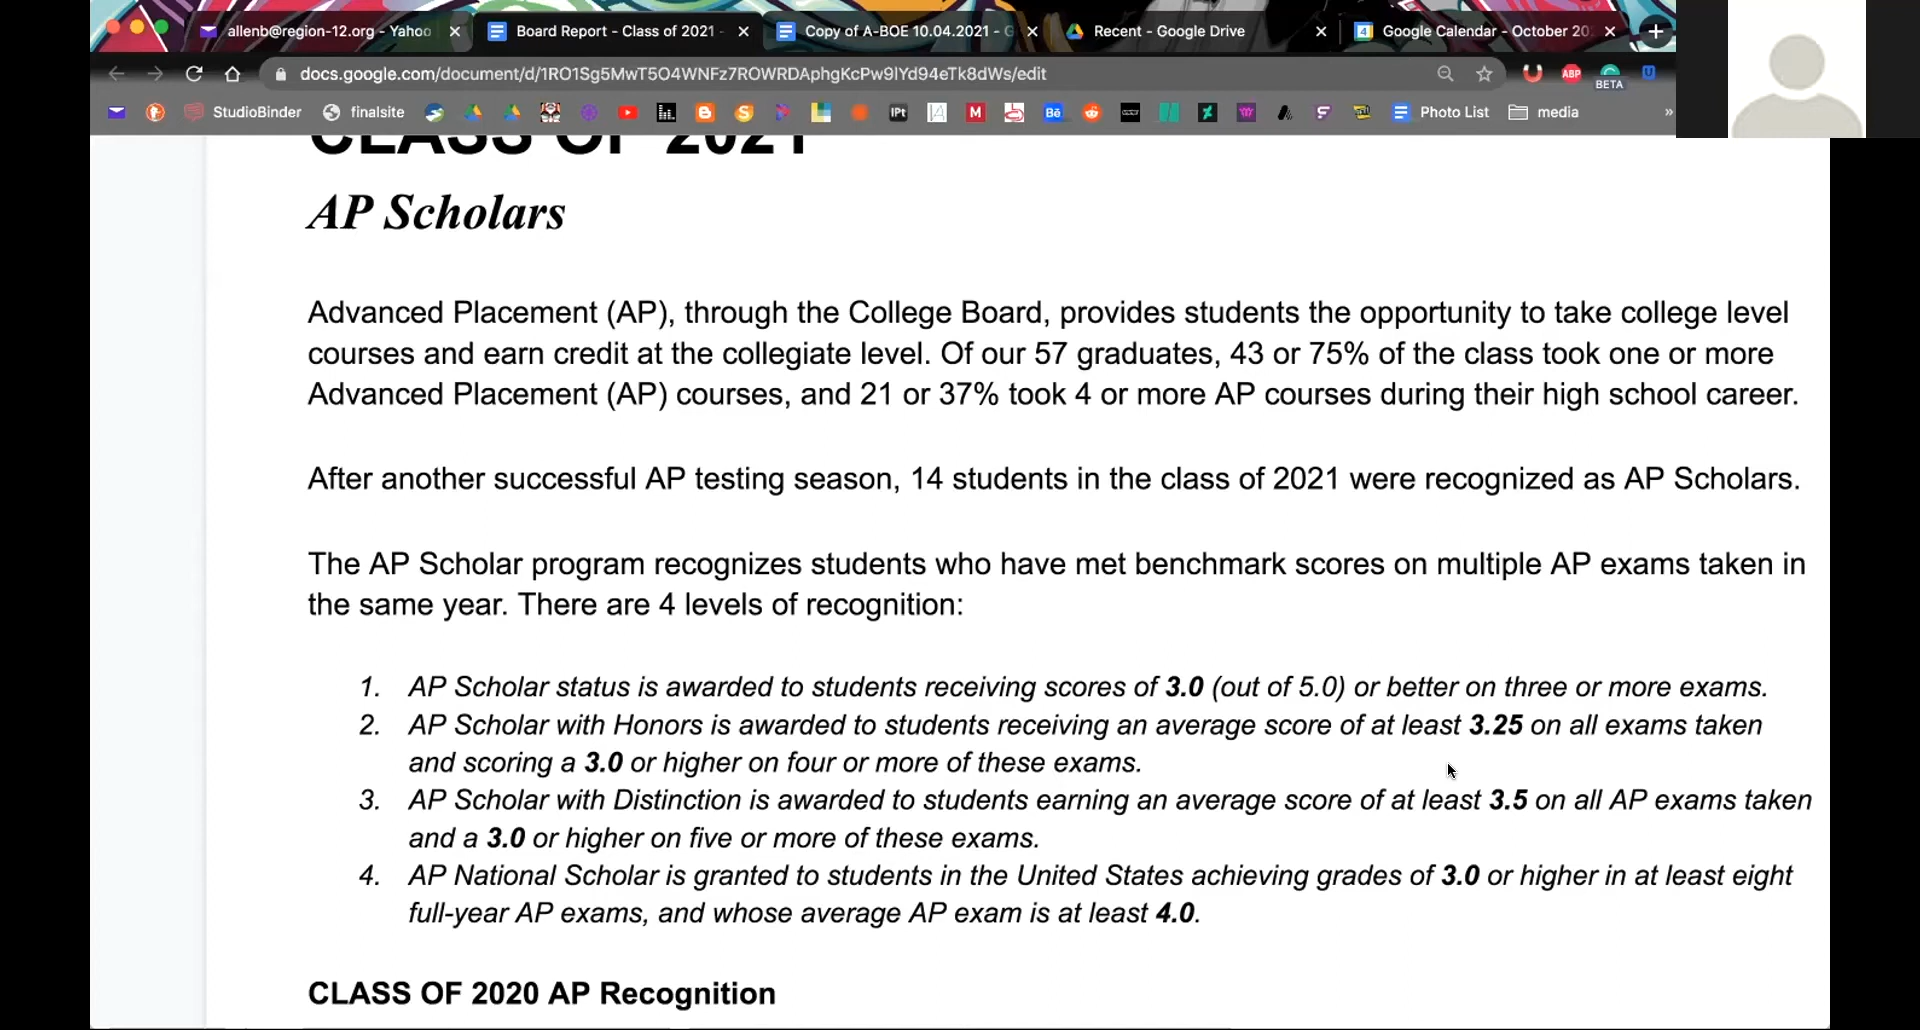 allenb@region-12.org - Yahoo
Board Report - Class of 2021 -
Copy of A-BOE 10.04.2021 - G
Recent - Google Drive
Google Calendar - October 20
docs.google.com/document/d/1RO1Sg5MwT5O4WNFz7ROWRDAphgKcPw9lYd94eTk8dWs/edit
ABP
BETA
StudioBinder
finalsite
IPt
M
Bē
Photo List
media
»
CLASS OF 2021
AP Scholars
Advanced Placement (AP), through the College Board, provides students the opportunity to take college level
courses and earn credit at the collegiate level. Of our 57 graduates, 43 or 75% of the class took one or more
Advanced Placement (AP) courses, and 21 or 37% took 4 or more AP courses during their high school career.
After another successful AP testing season, 14 students in the class of 2021 were recognized as AP Scholars.
The AP Scholar program recognizes students who have met benchmark scores on multiple AP exams taken in
the same year. There are 4 levels of recognition:
1. AP Scholar status is awarded to students receiving scores of 3.0 (out of 5.0) or better on three or more exams.
2. AP Scholar with Honors is awarded to students receiving an average score of at least 3.25 on all exams taken
and scoring a 3.0 or higher on four or more of these exams.
3. AP Scholar with Distinction is awarded to students earning an average score of at least 3.5 on all AP exams taken
and a 3.0 or higher on five or more of these exams.
4. AP National Scholar is granted to students in the United States achieving grades of 3.0 or higher in at least eight
full-year AP exams, and whose average AP exam is at least 4.0.
CLASS OF 2020 AP Recognition